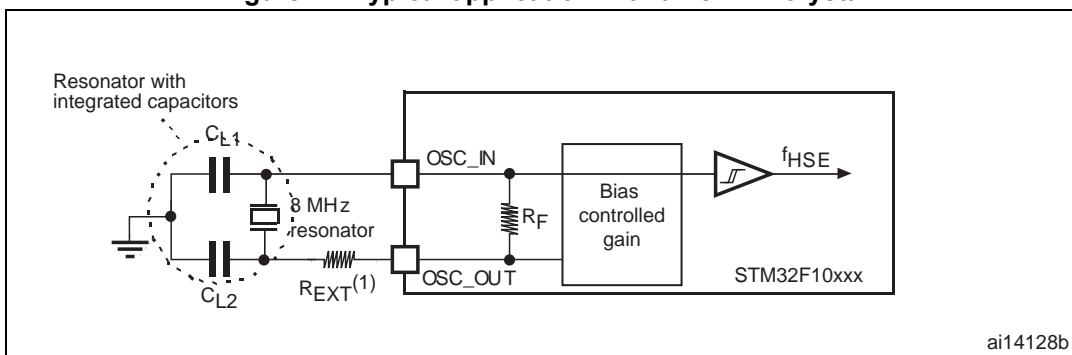 Resonator with
integrated capacitors
CL1
OSC_IN
fHSE
8 MHz
resonator
RF
Bias
controlled
gain
REXT(1)
OSC_OUT
STM32F10xxx
CL2
ai14128b